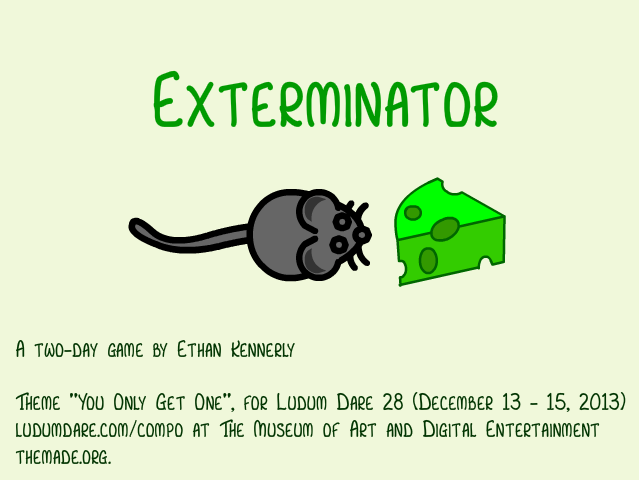 Exterminator
A two-day game by Ethan Kennerly
Theme "You Only Get One", for Ludum Dare 28 (December 13 - 15, 2013)
ludumdare.com/compo at The Museum of Art and Digital Entertainment
themade.org.